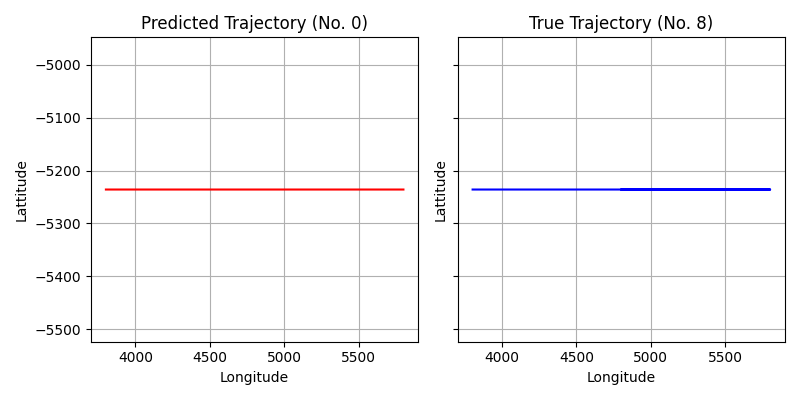 Predicted Trajectory (No. 0)
True Trajectory (No. 8)
−5000
−5100
−5200
−5300
−5400
−5500
Lattitude
Lattitude
4000 4500 5000 5500
4000 4500 5000 5500
Longitude
Longitude